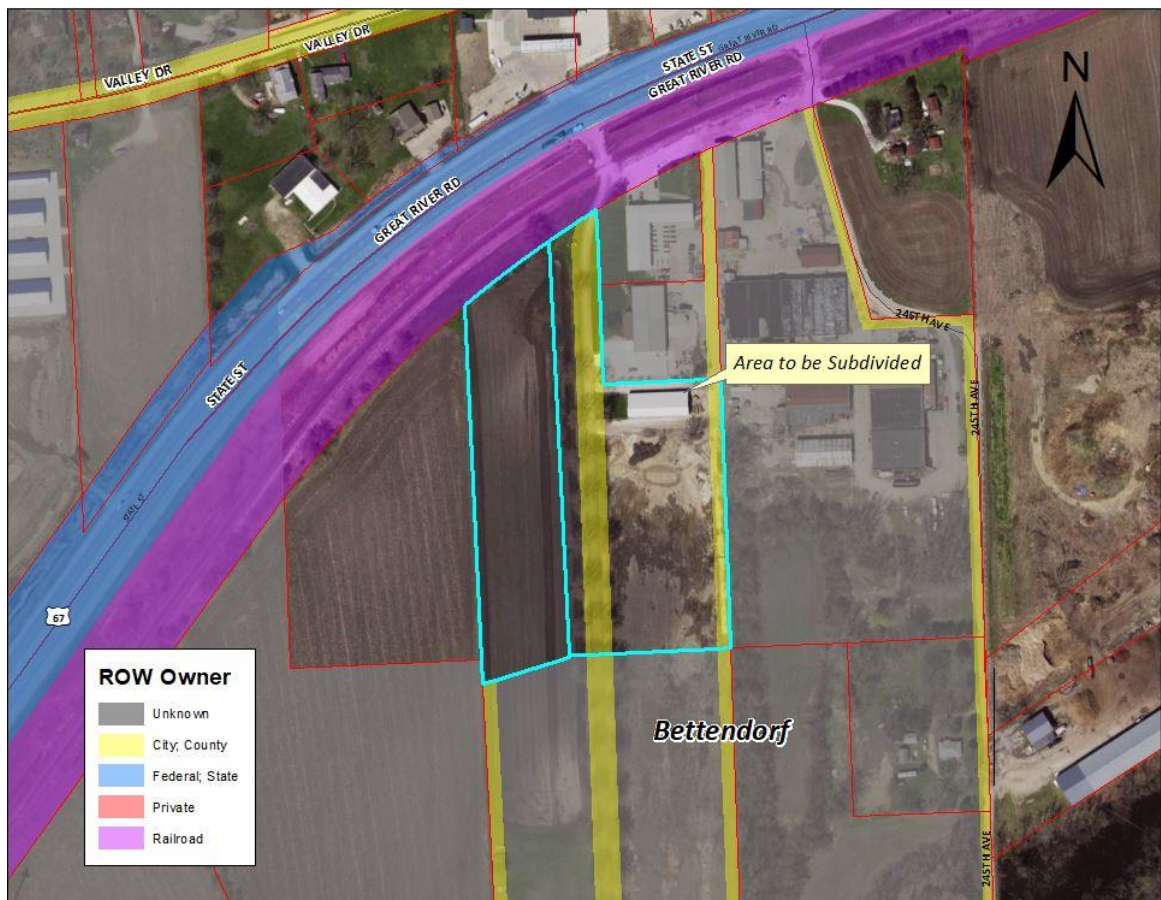 VALLEY DR
VALLEY DR
STATE ST
GREAT RIVER RD
GREAT RIVER RD
N
GREAT RIVER RD
STATE ST
245TH AVE
Area to be Subdivided
245TH AVE
STATE ST
67
Bettendorf
ROW Owner
Unknown
City; County
Federal; State
Private
Railroad
245TH AVE